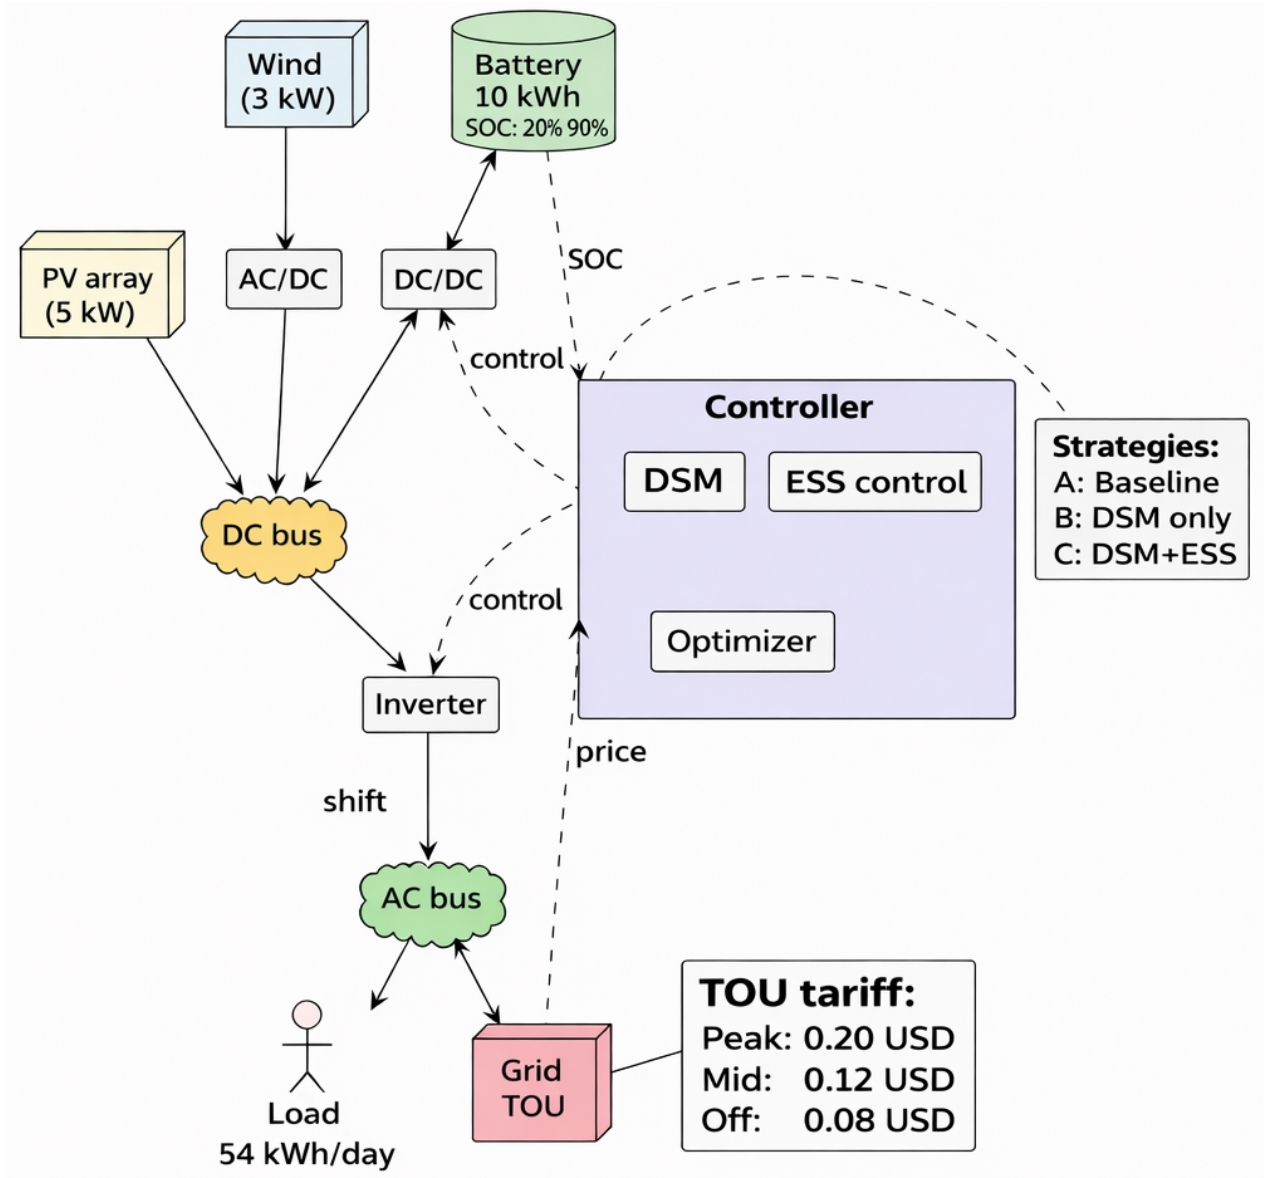 Wind
(3 kW)
Battery
10 kWh
SOC: 20% 90%
PV array
(5 kW)
AC/DC
DC/DC
SOC
control
Controller
DSM
ESS control
Optimizer
Strategies:
A: Baseline
B: DSM only
C: DSM+ESS
DC bus
control
Inverter
price
shift
AC bus
Load
54 kWh/day
Grid
TOU
TOU tariff:
Peak: 0.20 USD
Mid: 0.12 USD
Off: 0.08 USD